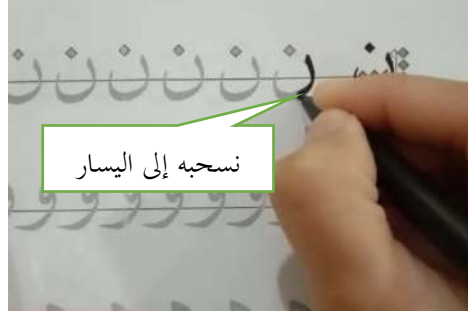 ن ن ن ن ن ن
نسحبه إلى اليسار
و و و و و و و